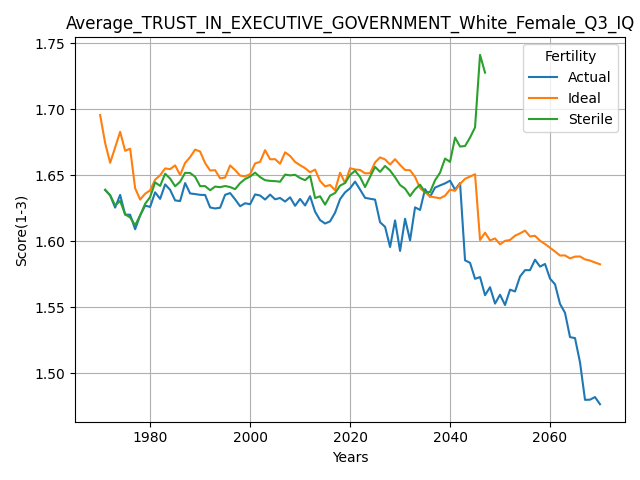 Average_TRUST_IN_EXECUTIVE_GOVERNMENT_White_Female_Q3_IQ
Score(1-3)
1.75
1.70
1.65
1.60
1.55
1.50
Fertility
Actual
Ideal
Sterile
1980
2000
2020
2040
2060
Years